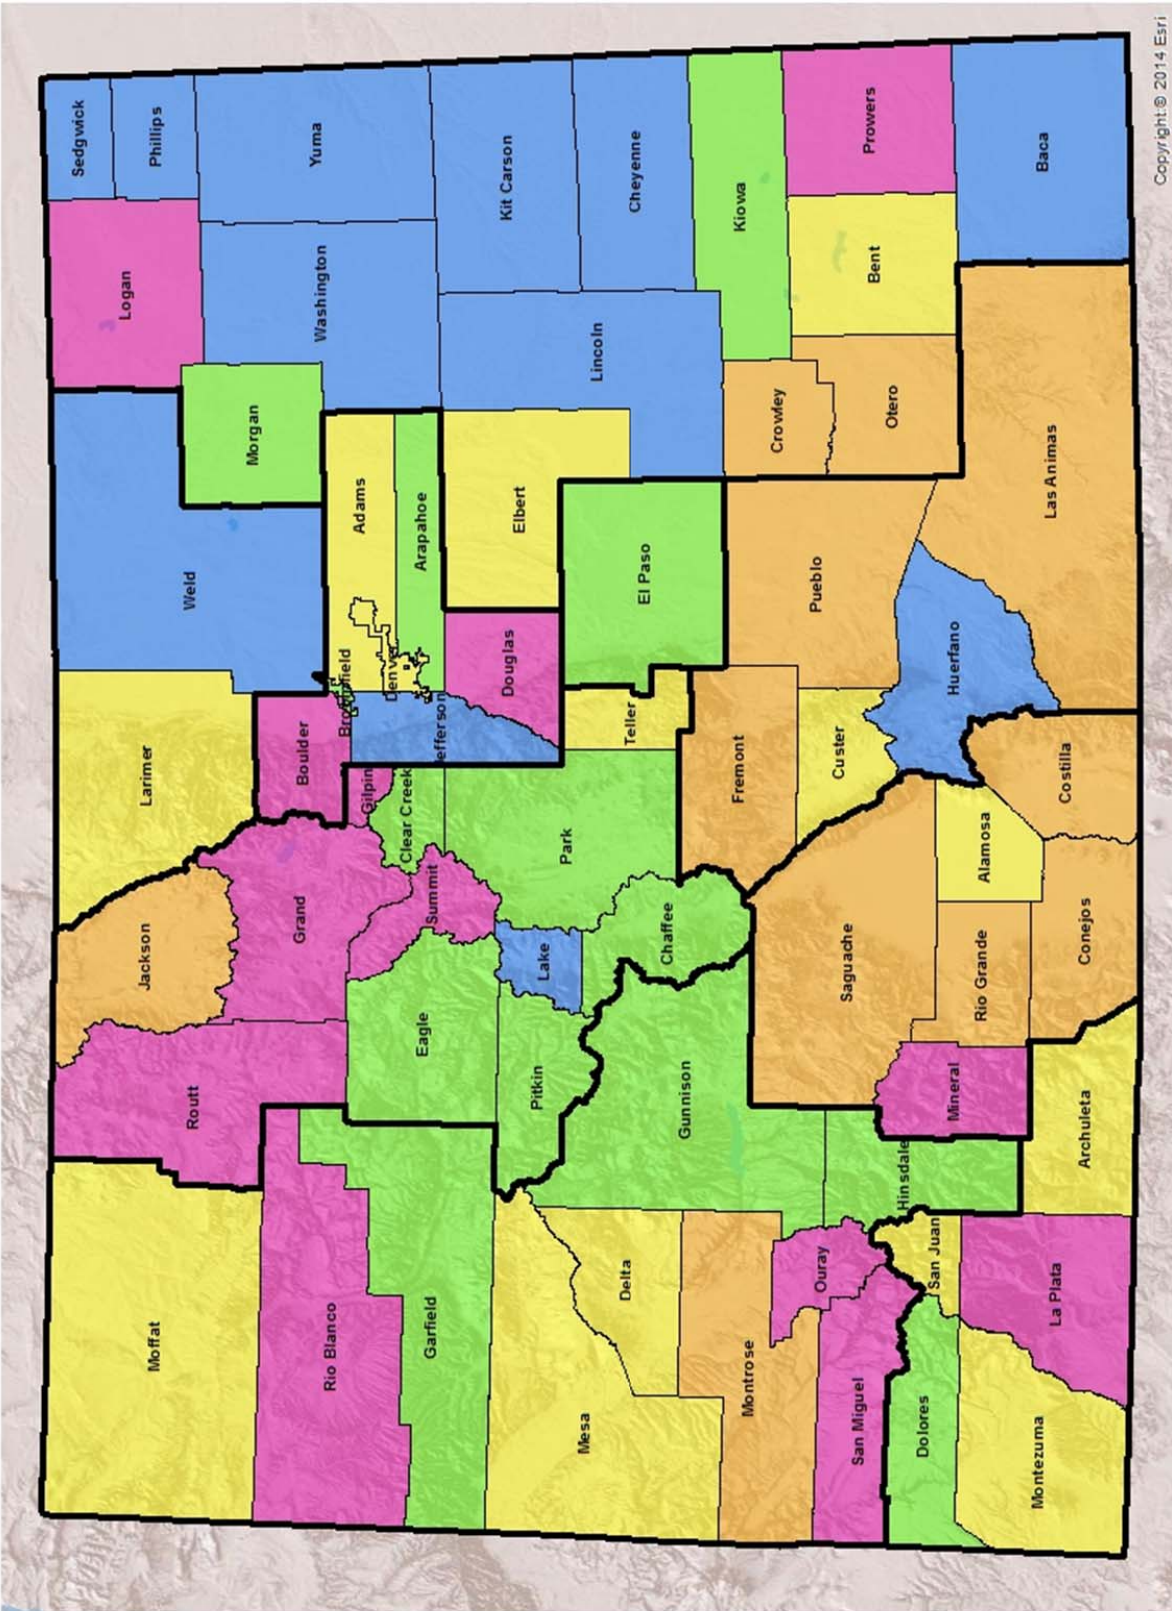 Moffat
Routt
Jackson
Larimer
Weld
Logan
Sedgwick
Phillips
Rio Blanco
Grand
Boulder
Broomfield
Morgan
Washington
Yuma
Garfield
Eagle
Summit
Gilpin
Clear Creek
Jefferson
Denver
Adams
Arapahoe
Mesa
Pitkin
Lake
Park
Douglas
Elbert
Lincoln
Kit Carson
Delta
Gunnison
Chaffee
Teller
El Paso
Cheyenne
Montrose
Ouray
Saguache
Fremont
Custer
Pueblo
Crowley
Kiowa
San Miguel
Hinsdale
Mineral
Rio Grande
Alamosa
Huerfano
Otero
Bent
Prowers
Dolores
San Juan
Montezuma
La Plata
Archuleta
Conejos
Costilla
Las Animas
Baca
Copyright:© 2014 Esri